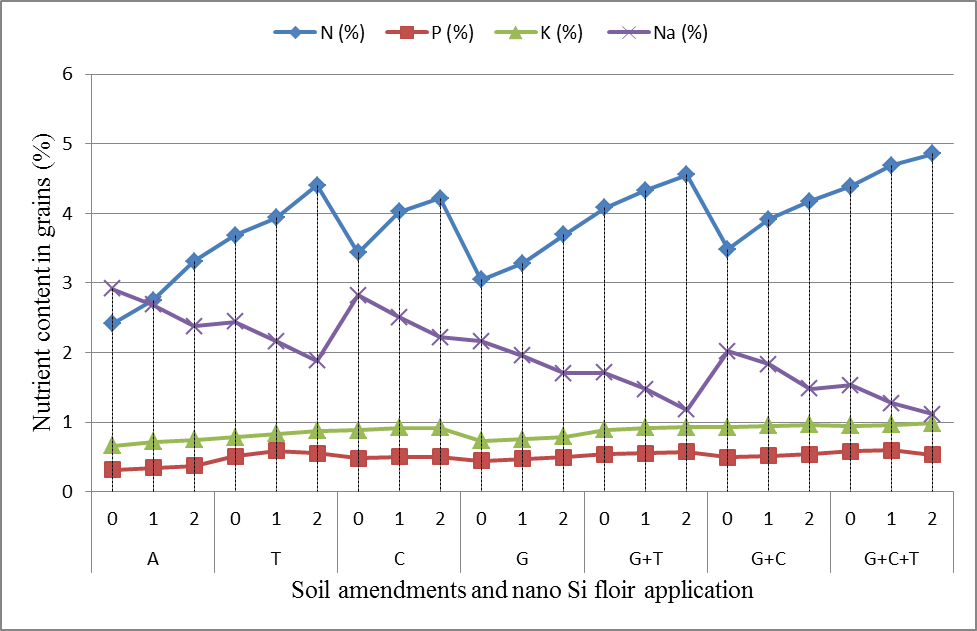 N (%) P (%) K (%) Na (%)
Nutrient content in grains (%)
6
5
4
3
2
1
0
0 1 2 0 1 2 0 1 2 0 1 2 0 1 2 0 1 2 0 1 2
A T C G G+T G+C G+C+T
Soil amendments and nano Si floir application